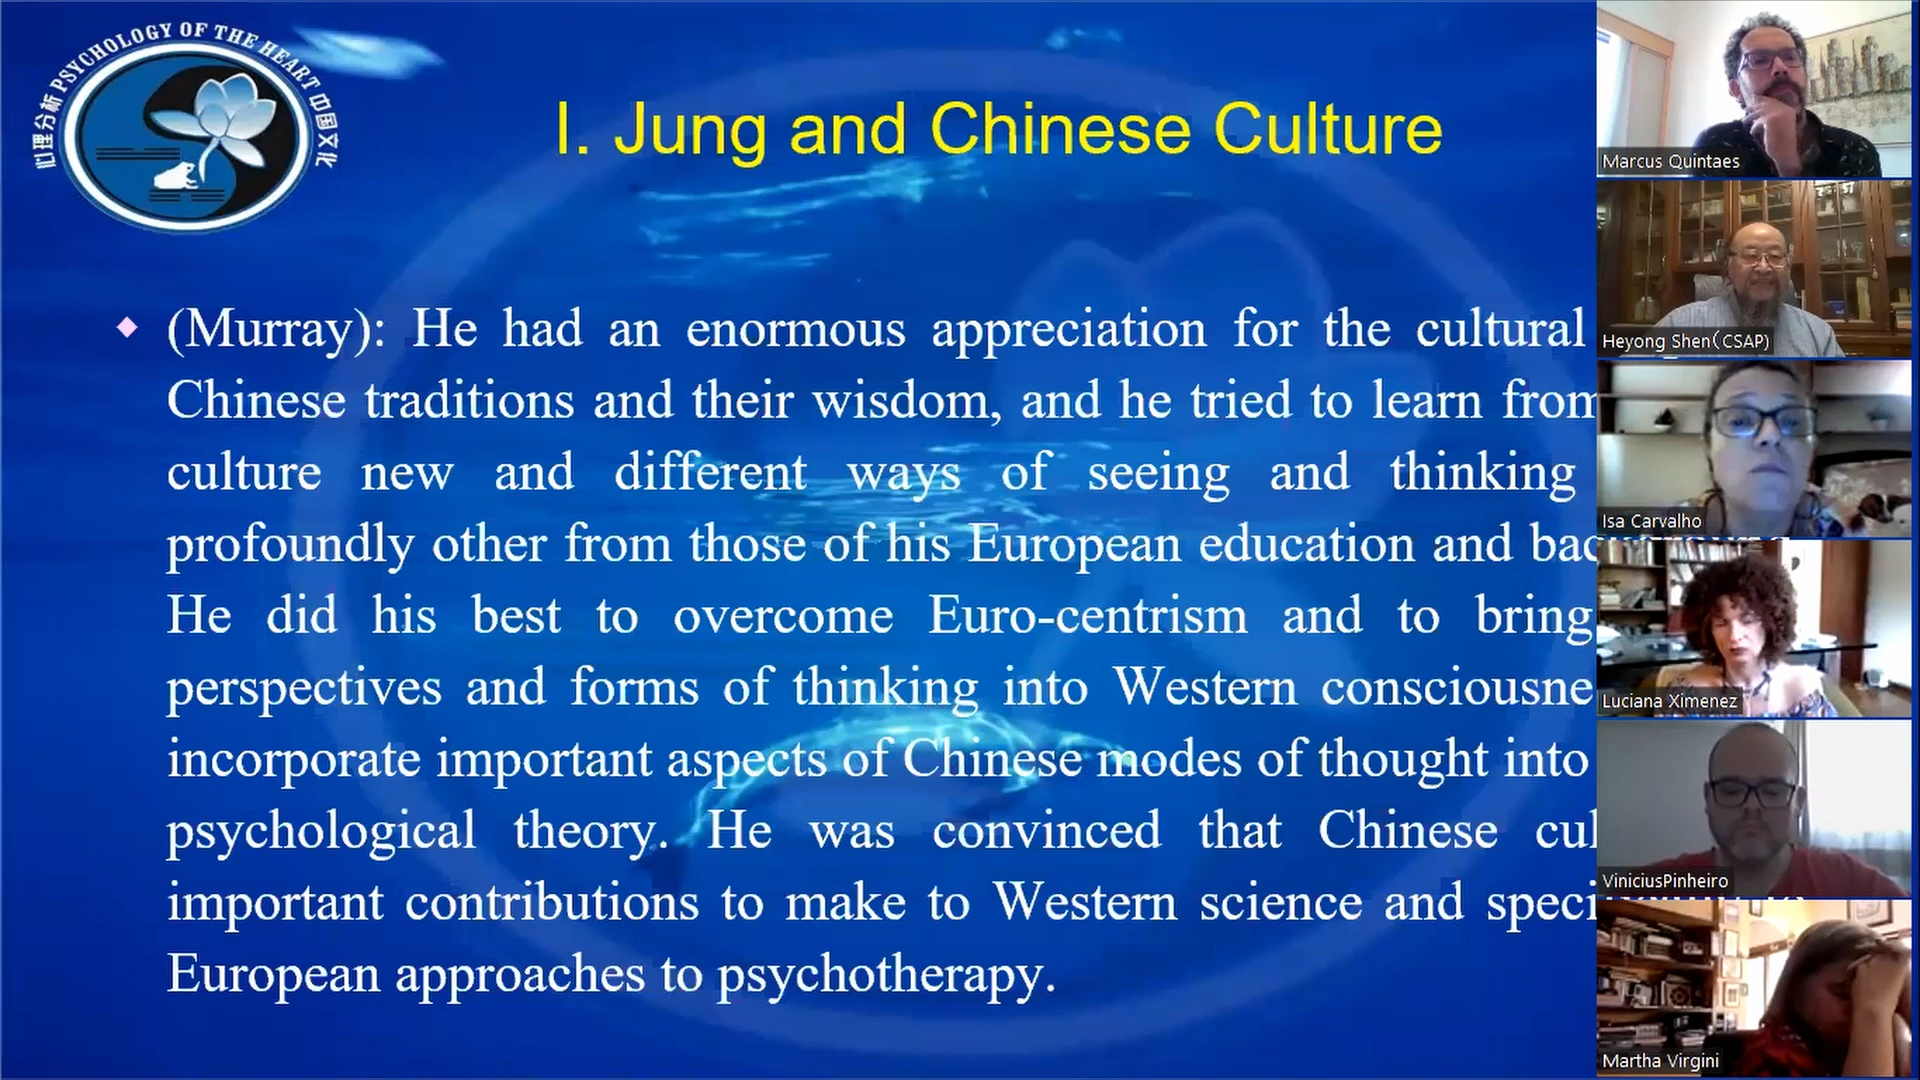 心理分析 PSYCHOLOGY OF THE HEART 中国文化
I. Jung and Chinese Culture
(Murray): He had an enormous appreciation for the cultural
Chinese traditions and their wisdom, and he tried to learn from
culture new and different ways of seeing and thinking
profoundly other from those of his European education and
He did his best to overcome Euro-centrism and to bring
perspectives and forms of thinking into Western
incorporate important aspects of Chinese modes of thought into
psychological theory. He was convinced that Chinese
important contributions to make to Western science and
European approaches to psychotherapy.
Marcus Quintaes
Heyong Shen(CSAP)
Isa Carvalho
Luciana Ximenez
ViniciusPinheiro
Martha Virgini